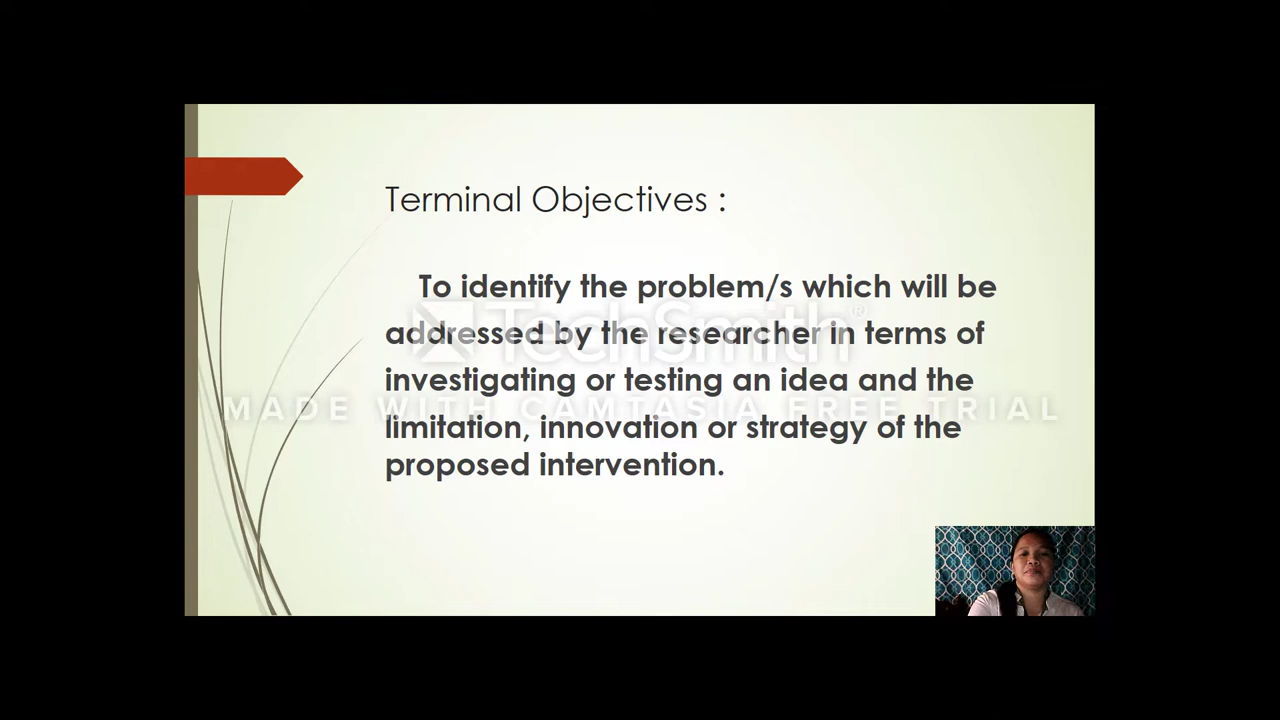 Terminal Objectives :
To identify the problem/s which will be
addressed by the researcher in terms of
TechSmith®
investigating or testing an idea and the
MADE WITH CAMTASIA FREE TRIAL
limitation, innovation or strategy of the
proposed intervention.